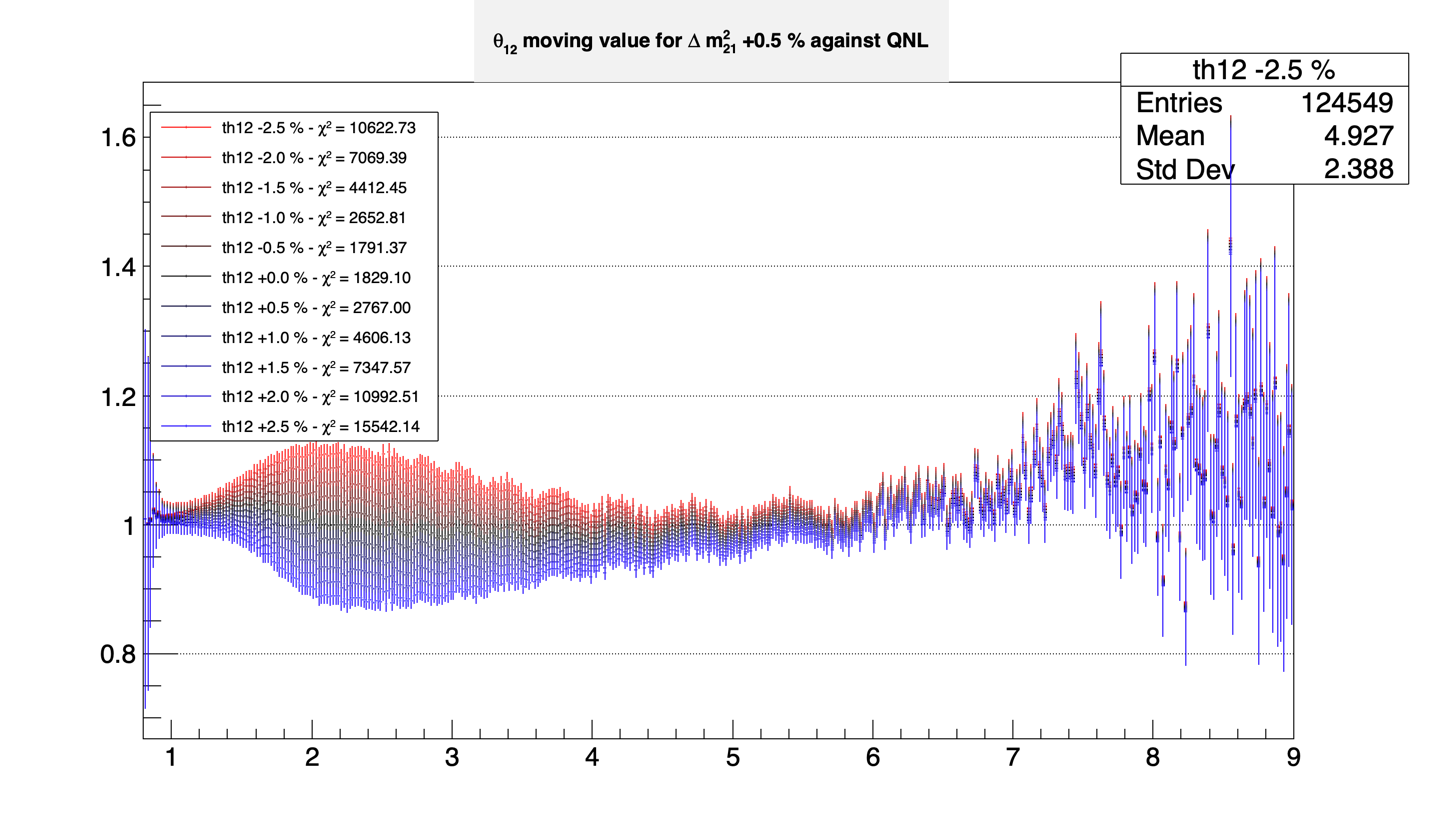 θ₁₂ moving value for Δ m²₂₁ +0.5 % against QNL
th12 -2.5 %
Entries 124549
Mean 4.927
Std Dev 2.388
th12 -2.5 % - χ² = 10622.73
th12 -2.0 % - χ² = 7069.39
th12 -1.5 % - χ² = 4412.45
th12 -1.0 % - χ² = 2652.81
th12 -0.5 % - χ² = 1791.37
th12 +0.0 % - χ² = 1829.10
th12 +0.5 % - χ² = 2767.00
th12 +1.0 % - χ² = 4606.13
th12 +1.5 % - χ² = 7347.57
th12 +2.0 % - χ² = 10992.51
th12 +2.5 % - χ² = 15542.14
1.6
1.4
1.2
1
0.8
1 2 3 4 5 6 7 8 9